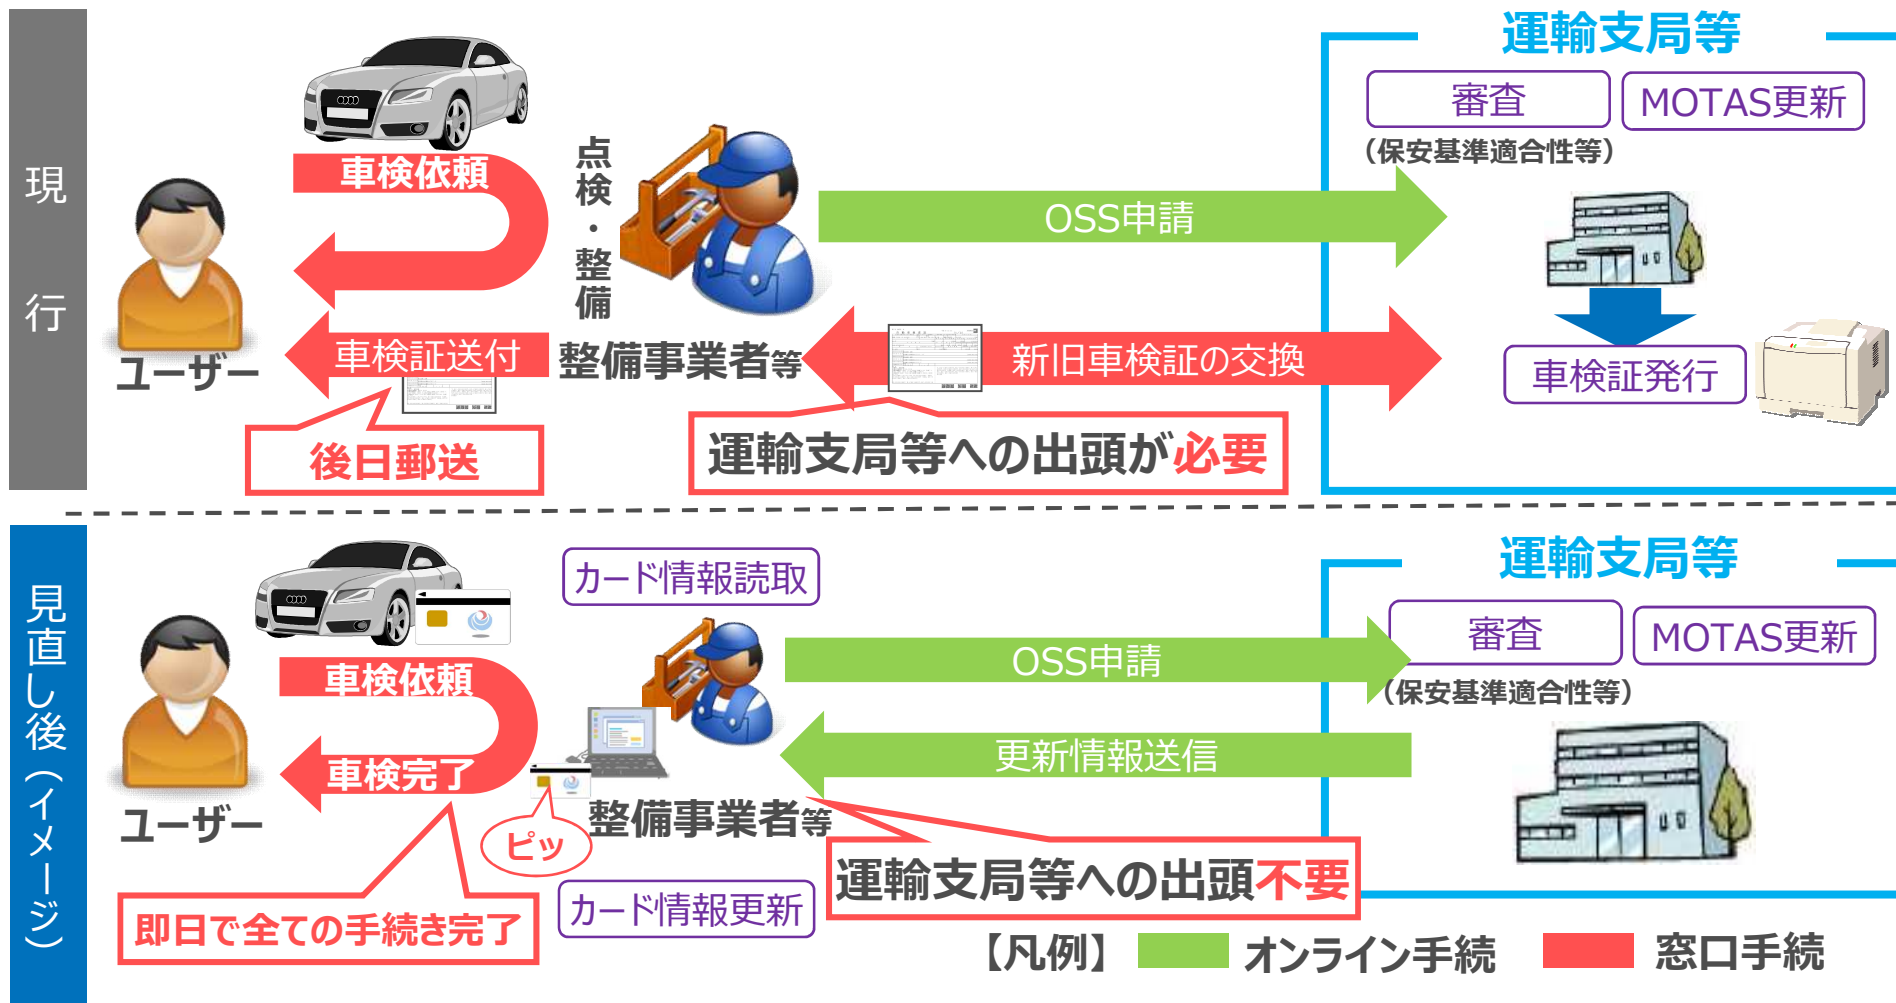 現行
運輸支局等
審査
MOTAS更新
（保安基準適合性等）
車検依頼
点検・整備
OSS申請
ユーザー
車検証送付
整備事業者等
新旧車検証の交換
車検証発行
後日郵送
運輸支局等への出頭が必要
見直し後（イメージ）
運輸支局等
カード情報読取
審査
MOTAS更新
（保安基準適合性等）
車検依頼
OSS申請
更新情報送信
車検完了
ユーザー
ピッ
整備事業者等
運輸支局等への出頭不要
カード情報更新
即日で全ての手続き完了
【凡例】 オンライン手続 窓口手続